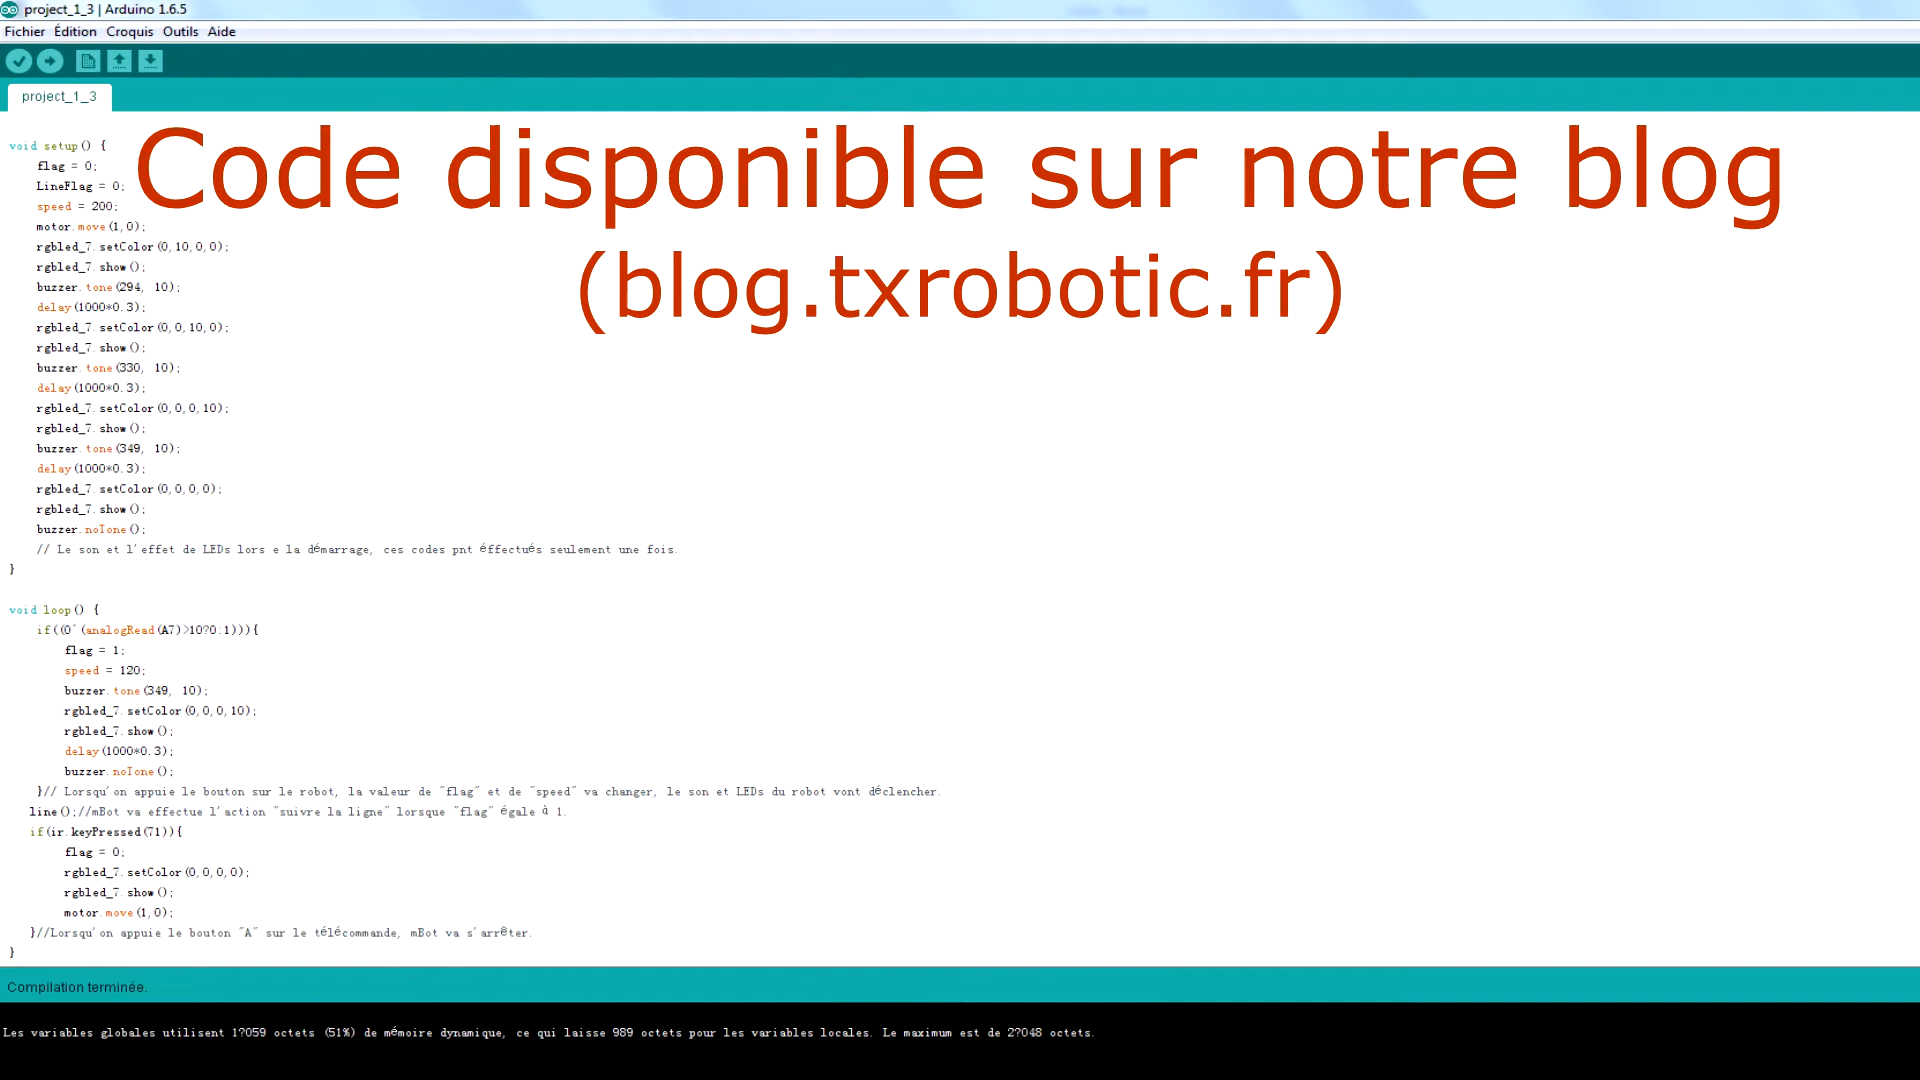 project_1_3 | Arduino 1.6.5
Fichier Édition Croquis Outils Aide
project_1_3
Code disponible sur notre blog
(blog.txrobotic.fr)
void setup() {
flag = 0;
LineFlag = 0;
speed = 200;
motor.move(1,0);
rgbled_7.setColor(0,10,0,0);
rgbled_7.show();
buzzer.tone(294, 10);
delay(1000*0.3);
rgbled_7.setColor(0,0,10,0);
rgbled_7.show();
buzzer.tone(330, 10);
delay(1000*0.3);
rgbled_7.setColor(0,0,0,10);
rgbled_7.show();
buzzer.tone(349, 10);
delay(1000*0.3);
rgbled_7.setColor(0,0,0,0);
rgbled_7.show();
buzzer.noTone();
// Le son et l'effet de LEDs lors e la démarrage, ces codes pnt éffectués seulement une fois.
}
void loop() {
if((0^(analogRead(A7)>10?0:1))){
flag = 1;
speed = 120;
buzzer.tone(349, 10);
rgbled_7.setColor(0,0,0,10);
rgbled_7.show();
delay(1000*0.3);
buzzer.noTone();
}// Lorsqu'on appuie le bouton sur le robot, la valeur de "flag" et de "speed" va changer, le son et LEDs du robot vont déclencher.
line();//mBot va effectue l'action "suivre la ligne" lorsque "flag" égale à 1.
if(ir.keyPressed(71)){
flag = 0;
rgbled_7.setColor(0,0,0,0);
rgbled_7.show();
motor.move(1,0);
}//Lorsqu'on appuie le bouton "A" sur le télécommande, mBot va s'arrêter.
}
Compilation terminée.
Les variables globales utilisent 1?059 octets (51%) de mémoire dynamique, ce qui laisse 989 octets pour les variables locales. Le maximum est de 2?048 octets.